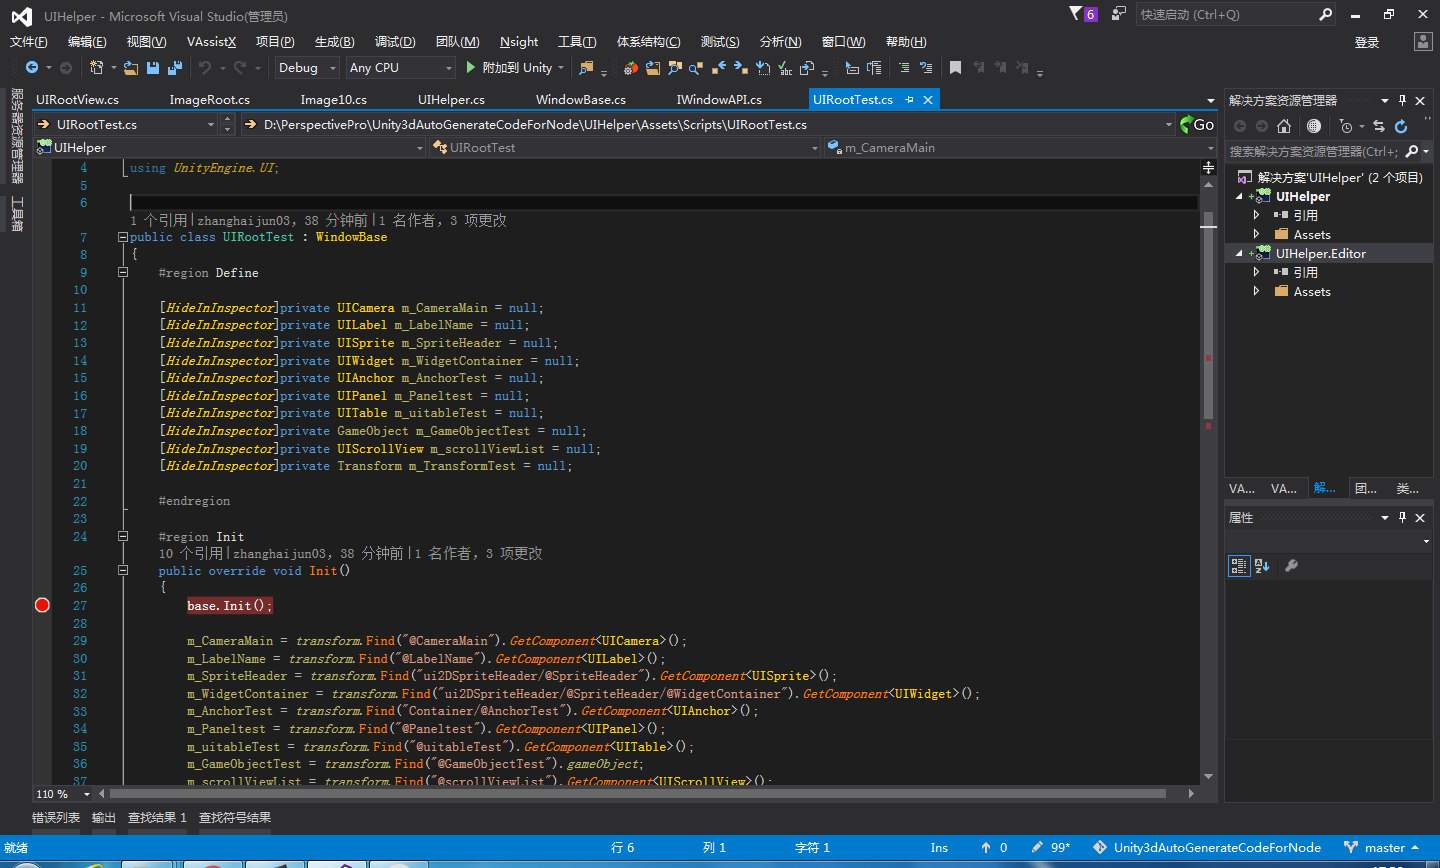 UIHelper - Microsoft Visual Studio(管理员)
6
快速启动 (Ctrl+Q)
文件(F) 编辑(E) 视图(V) VAssistX 项目(P) 生成(B) 调试(D) 团队(M) Nsight 工具(T) 体系结构(C) 测试(S) 分析(N) 窗口(W) 帮助(H) 登录
Debug Any CPU 附加到 Unity
服务器资源管理器
工具箱
UIRootView.cs ImageRoot.cs Image10.cs UIHelper.cs WindowBase.cs IWindowAPI.cs UIRootTest.cs
UIRootTest.cs D:\PerspectivePro\Unity3dAutoGenerateCodeForNode\UIHelper\Assets\Scripts\UIRootTest.cs Go
UIHelper UIRootTest m_CameraMain
4 using UnityEngine.UI;
5
6
1 个引用|zhanghaijun03, 38 分钟前|1 名作者, 3 项更改
7 public class UIRootTest : WindowBase
8 {
9 #region Define
10
11 [HideInInspector]private UICamera m_CameraMain = null;
12 [HideInInspector]private UILabel m_LabelName = null;
13 [HideInInspector]private UISprite m_SpriteHeader = null;
14 [HideInInspector]private UIWidget m_WidgetContainer = null;
15 [HideInInspector]private UIAnchor m_AnchorTest = null;
16 [HideInInspector]private UIPanel m_Paneltest = null;
17 [HideInInspector]private UITable m_uitableTest = null;
18 [HideInInspector]private GameObject m_GameObjectTest = null;
19 [HideInInspector]private UIScrollView m_scrollViewList = null;
20 [HideInInspector]private Transform m_TransformTest = null;
21
22 #endregion
23
24 #region Init
10 个引用|zhanghaijun03, 38 分钟前|1 名作者, 3 项更改
25 public override void Init()
26 {
27 base.Init();
28
29 m_CameraMain = transform.Find("@CameraMain").GetComponent<UICamera>();
30 m_LabelName = transform.Find("@LabelName").GetComponent<UILabel>();
31 m_SpriteHeader = transform.Find("ui2DSpriteHeader/@SpriteHeader").GetComponent<UISprite>();
32 m_WidgetContainer = transform.Find("ui2DSpriteHeader/@SpriteHeader/@WidgetContainer").GetComponent<UIWidget>();
33 m_AnchorTest = transform.Find("Container/@AnchorTest").GetComponent<UIAnchor>();
34 m_Paneltest = transform.Find("@Paneltest").GetComponent<UIPanel>();
35 m_uitableTest = transform.Find("@uitableTest").GetComponent<UITable>();
36 m_GameObjectTest = transform.Find("@GameObjectTest").gameObject;
37 m_scrollViewList = transform.Find("@scrollViewList").GetComponent<UIScrollView>();
110 %
解决方案资源管理器
搜索解决方案资源管理器(Ctrl+;
解决方案'UIHelper' (2 个项目)
UIHelper
引用
Assets
UIHelper.Editor
引用
Assets
VA... VA... 解... 团... 类...
属性
错误列表 输出 查找结果 1 查找符号结果
就绪 行 6 列 1 字符 1 Ins 0 99* Unity3dAutoGenerateCodeForNode master